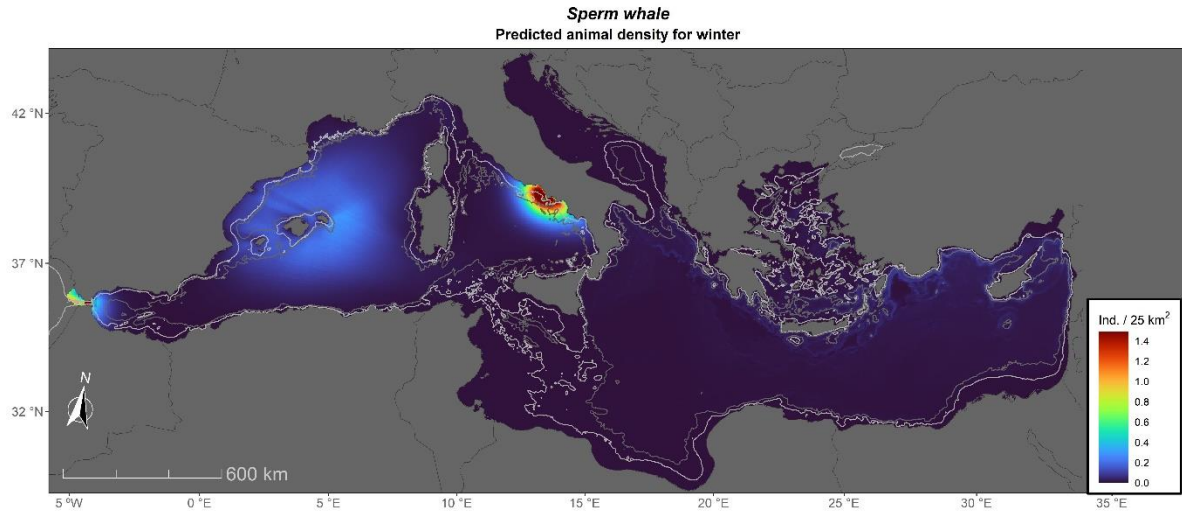 Sperm whale
Predicted animal density for winter
42 °N
37 °N
32 °N
N
600 km
Ind. / 25 km²
1.4
1.2
1.0
0.8
0.6
0.4
0.2
0.0
5 °W 0 °E 5 °E 10 °E 15 °E 20 °E 25 °E 30 °E 35 °E